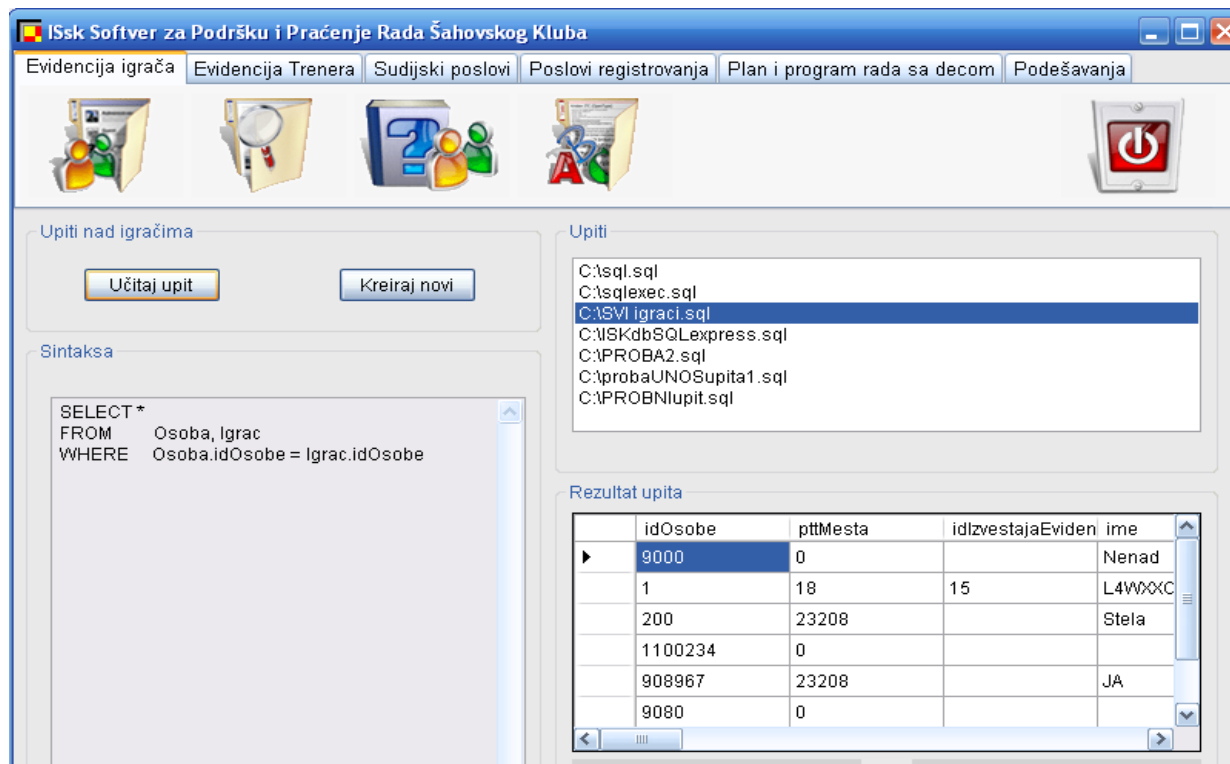 ISsk Softver za Podršku i Praćenje Rada Šahovskog Kluba
Evidencija igrača Evidencija Trenera Sudijski poslovi Poslovi registrovanja Plan i program rada sa decom Podešavanja
Upiti nad igračima
Učitaj upit Kreiraj novi
Sintaksa
SELECT *
FROM Osoba, Igrac
WHERE Osoba.idOsobe = Igrac.idOsobe
Upiti
C:\sql.sql
C:\sqlexec.sql
C:\SVI igraci.sql
C:\ISKdbSQLexpress.sql
C:\PROBA2.sql
C:\probaUNOSupita1.sql
C:\PROBNIupit.sql
Rezultat upita
idOsobe pttMesta idIzvestajaEviden ime
9000 0 Nenad
1 18 15 L4WXXC
200 23208 Stela
1100234 0
908967 23208 JA
9080 0